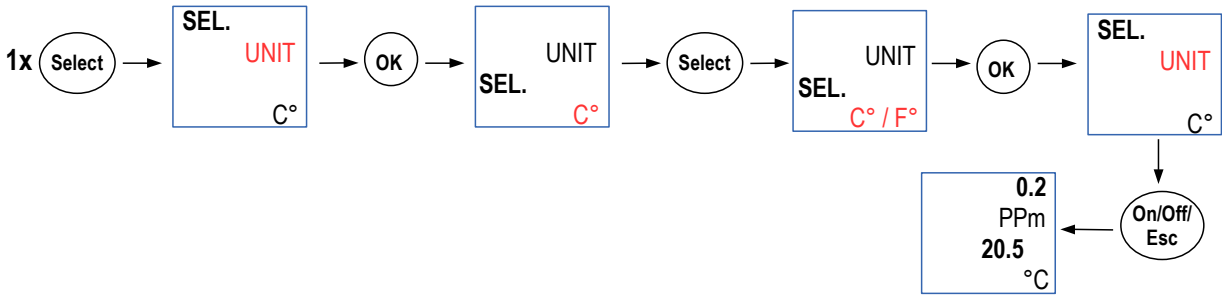 1x
Select
SEL.
UNIT
C°
OK
UNIT
SEL.
C°
Select
UNIT
SEL.
C° / F°
OK
SEL.
UNIT
C°
On/Off/
Esc
0.2
PPm
20.5
°C